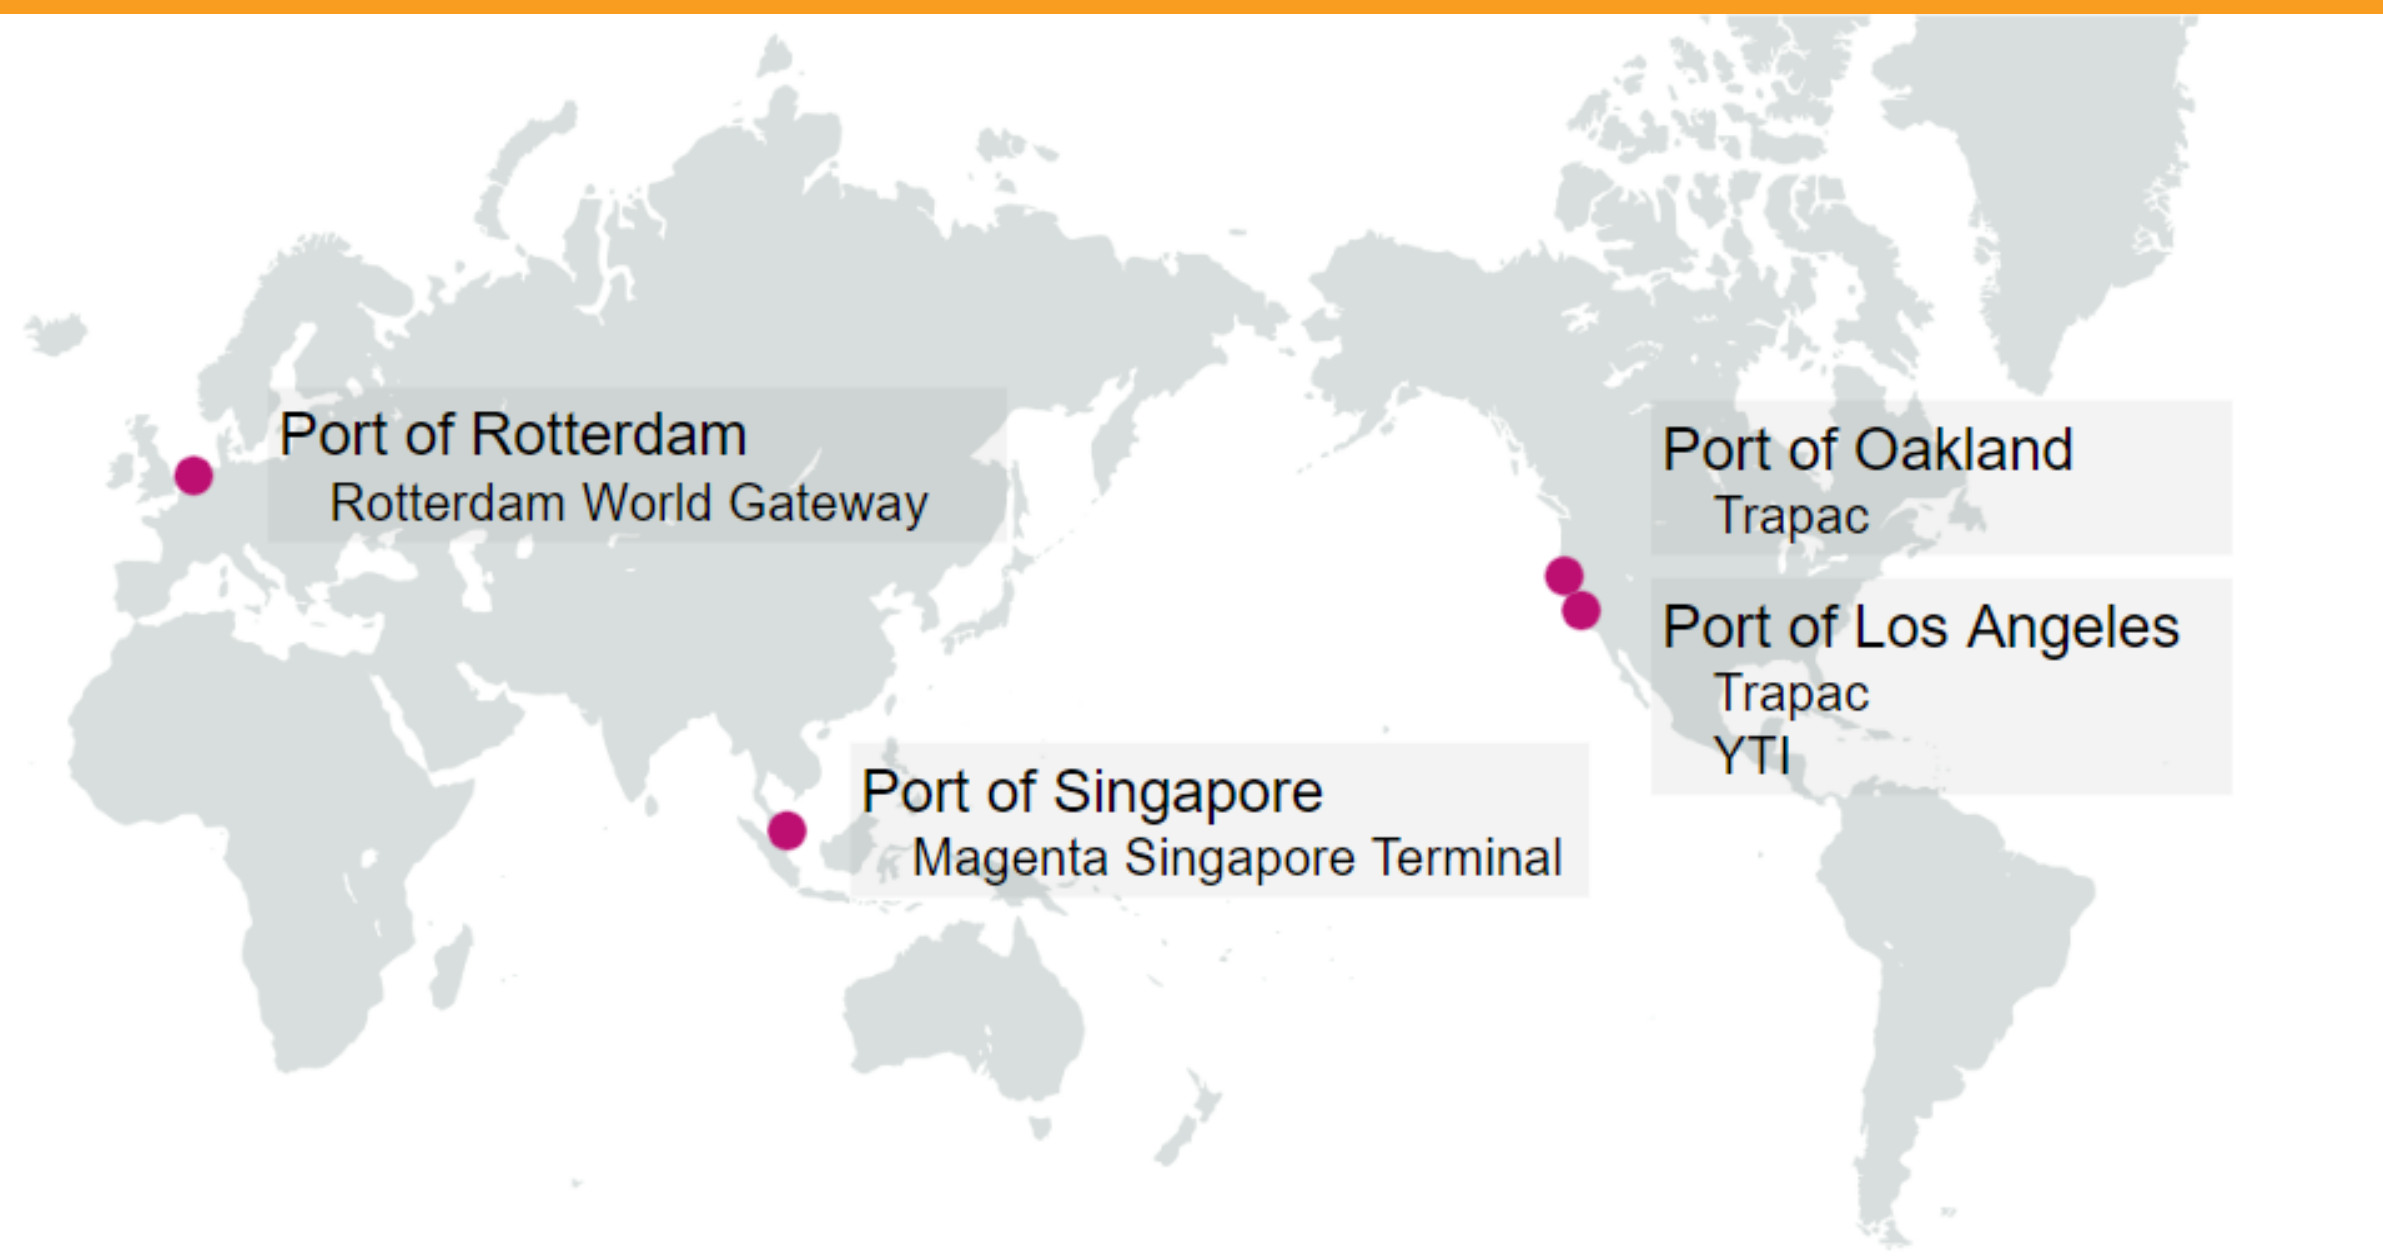 Port of Rotterdam
Rotterdam World Gateway
Port of Oakland
Trapac
Port of Los Angeles
Trapac
YTI
Port of Singapore
Magenta Singapore Terminal